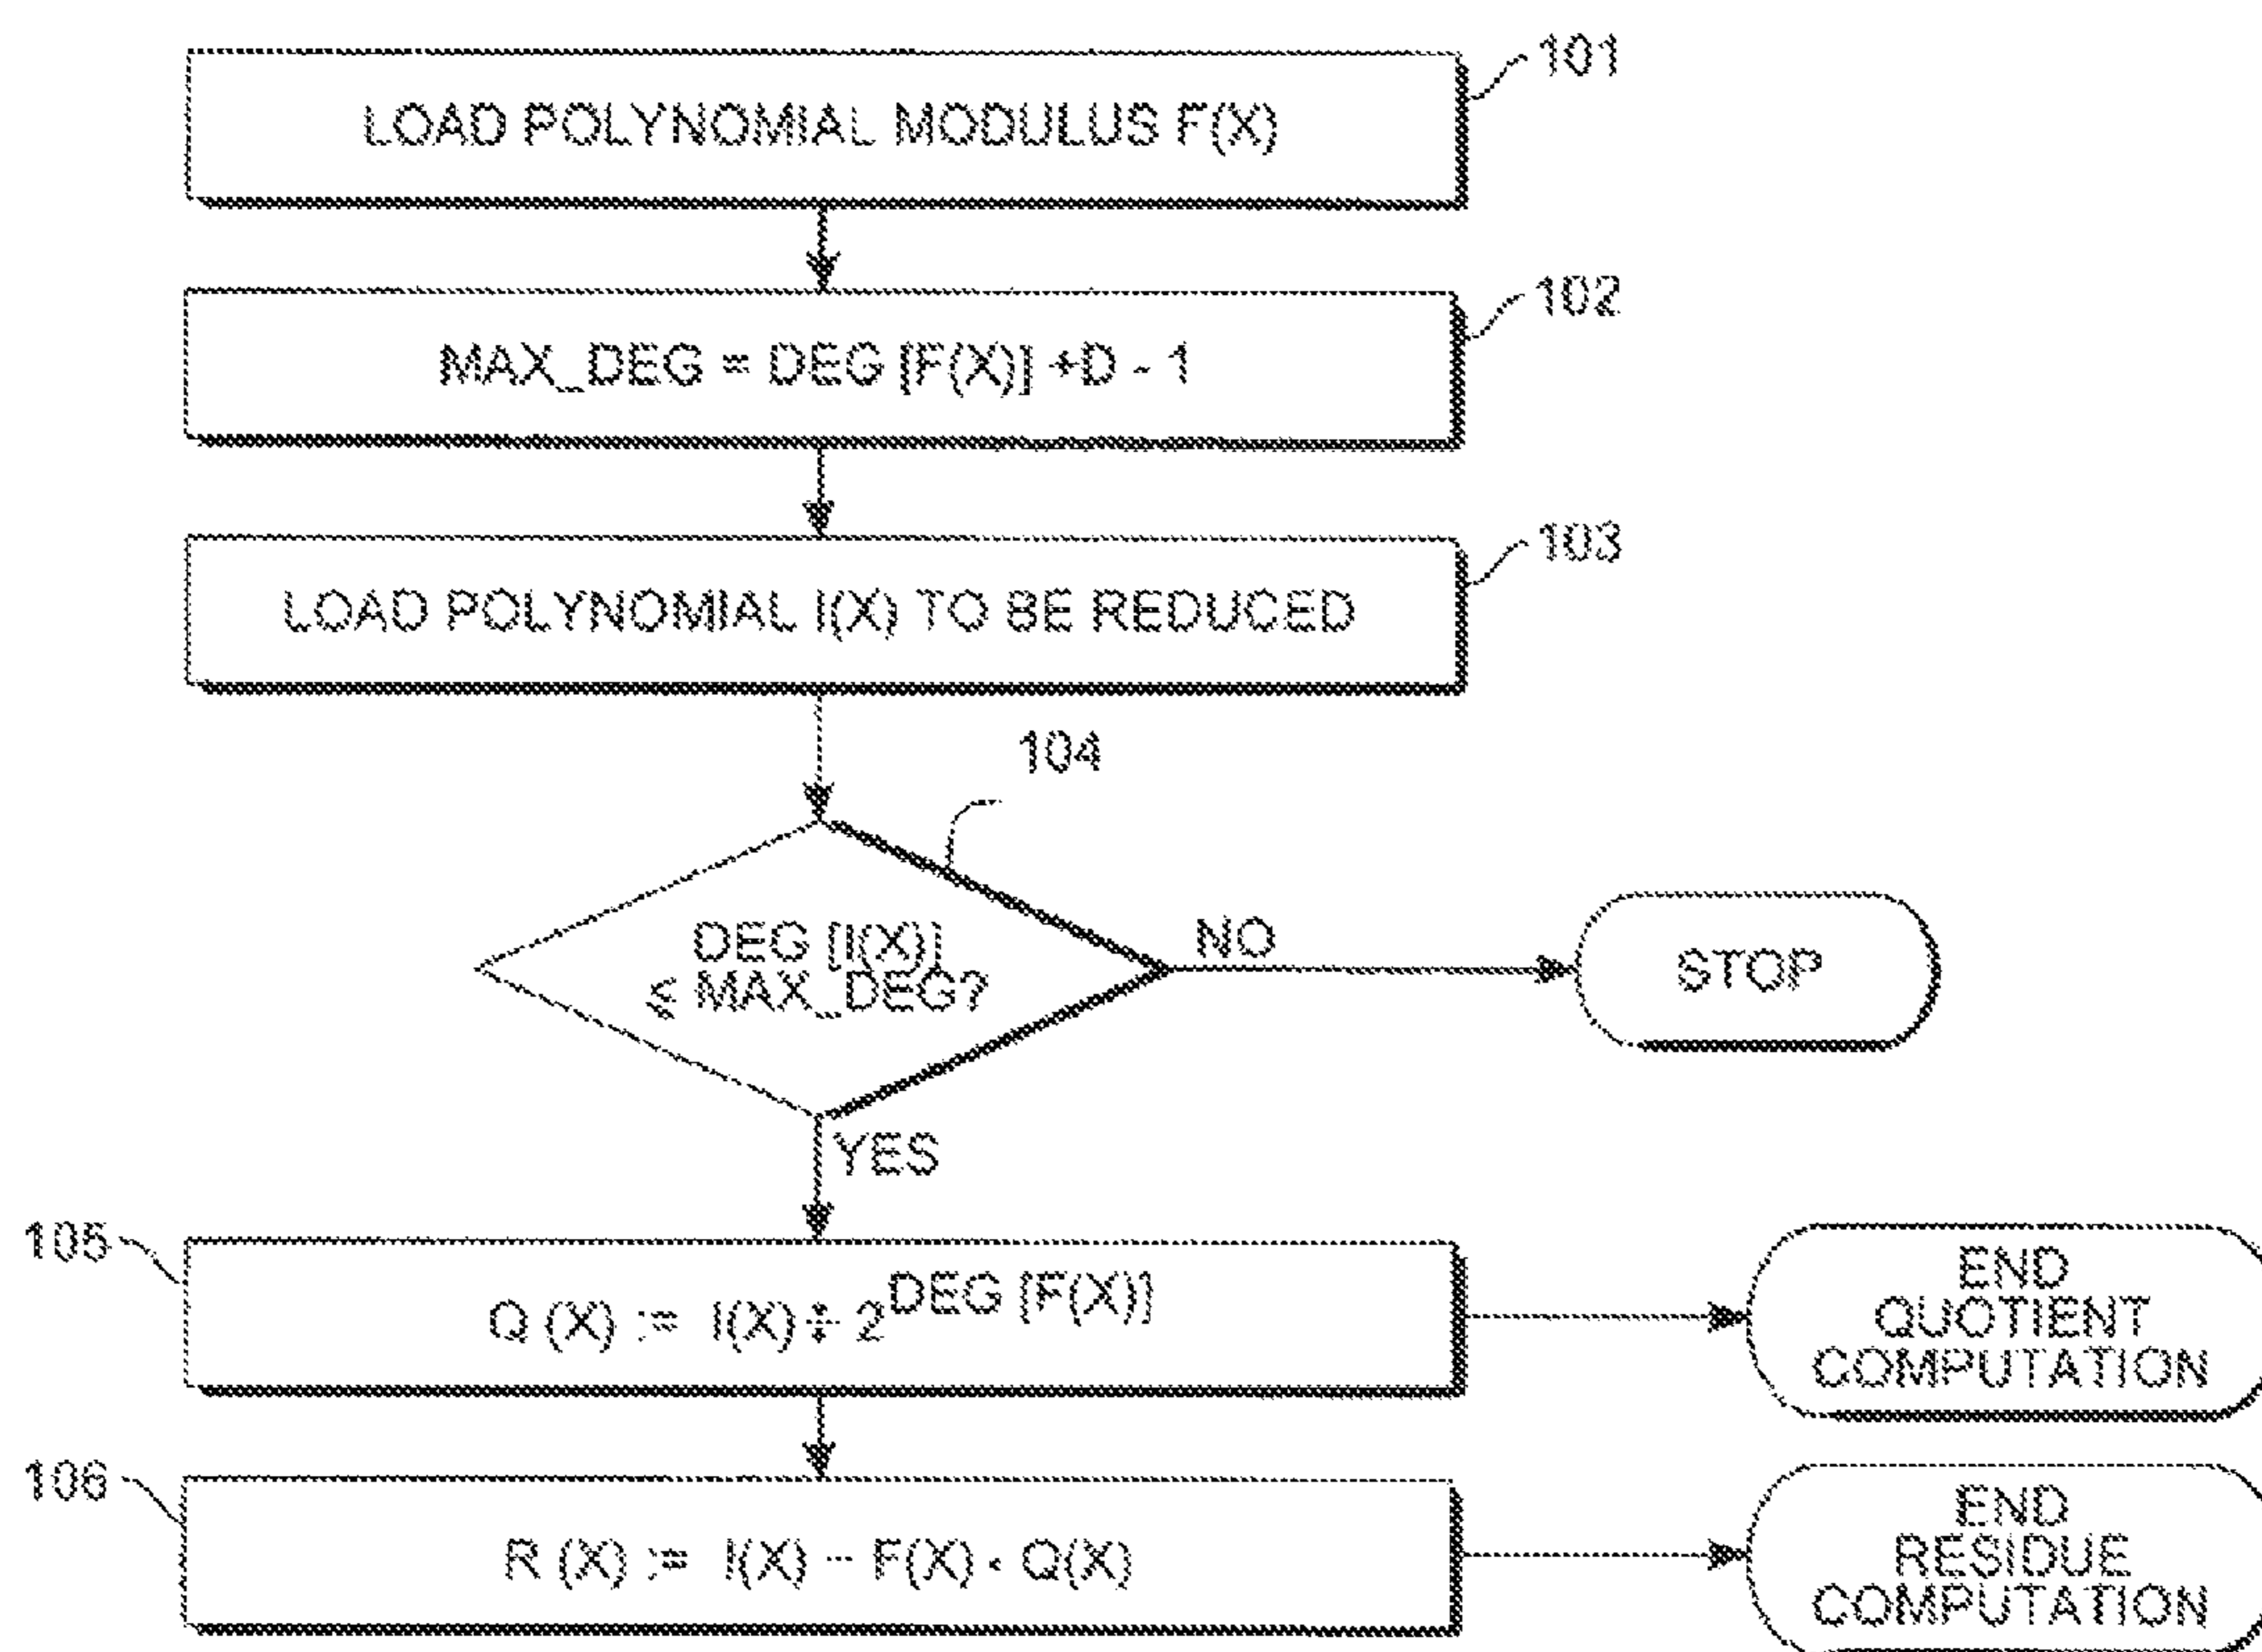 101
LOAD POLYNOMIAL MODULUS F(X)
102
MAX_DEG = DEG [F(X)] +D - 1
103
LOAD POLYNOMIAL I(X) TO BE REDUCED
104
DEG [I(X)]
≤ MAX_DEG?
NO
STOP
YES
105
Q (X) := I(X) ÷ 2^DEG [F(X)]
END
QUOTIENT
COMPUTATION
106
R (X) := I(X) - F(X) · Q(X)
END
RESIDUE
COMPUTATION